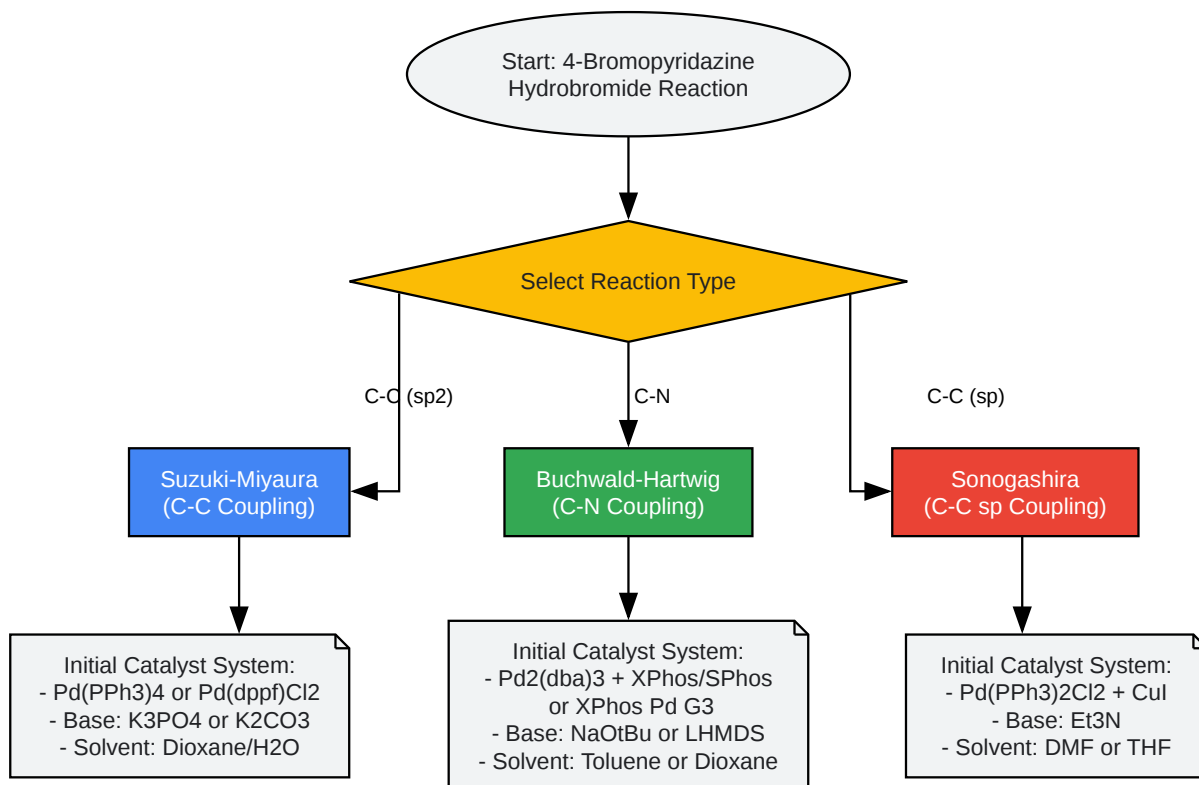 Start: 4-Bromopyridazine
Hydrobromide Reaction
Select Reaction Type
C-C (sp2)
C-N
C-C (sp)
Suzuki-Miyaura
(C-C Coupling)
Buchwald-Hartwig
(C-N Coupling)
Sonogashira
(C-C sp Coupling)
Initial Catalyst System:
- Pd(PPh3)4 or Pd(dppf)Cl2
- Base: K3PO4 or K2CO3
- Solvent: Dioxane/H2O
Initial Catalyst System:
- Pd2(dba)3 + XPhos/SPhos
or XPhos Pd G3
- Base: NaOtBu or LHMDS
- Solvent: Toluene or Dioxane
Initial Catalyst System:
- Pd(PPh3)2Cl2 + CuI
- Base: Et3N
- Solvent: DMF or THF